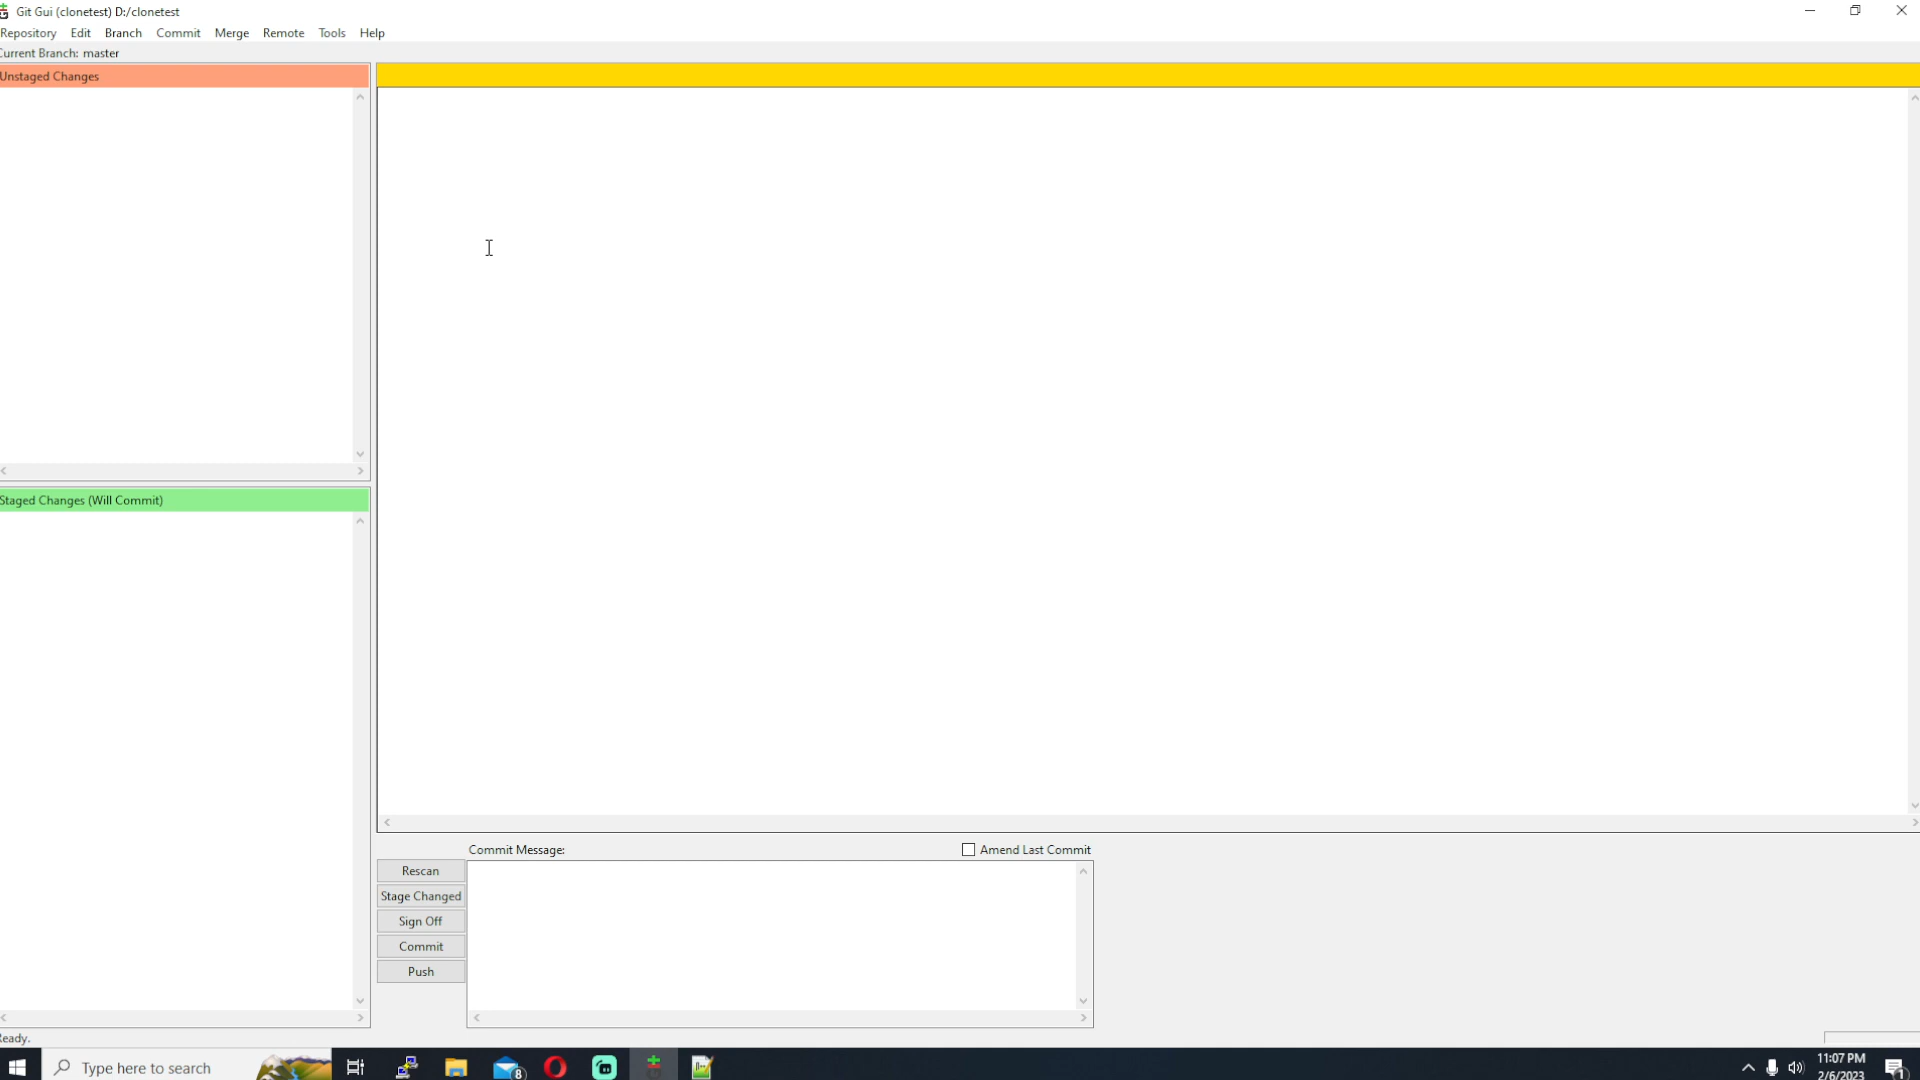 Git Gui (clonetest) D:/clonetest
Repository Edit Branch Commit Merge Remote Tools Help
Current Branch: master
Unstaged Changes
Staged Changes (Will Commit)
Commit Message:
Amend Last Commit
Rescan
Stage Changed
Sign Off
Commit
Push
Ready.
Type here to search
8
11:07 PM
2/6/2023
1